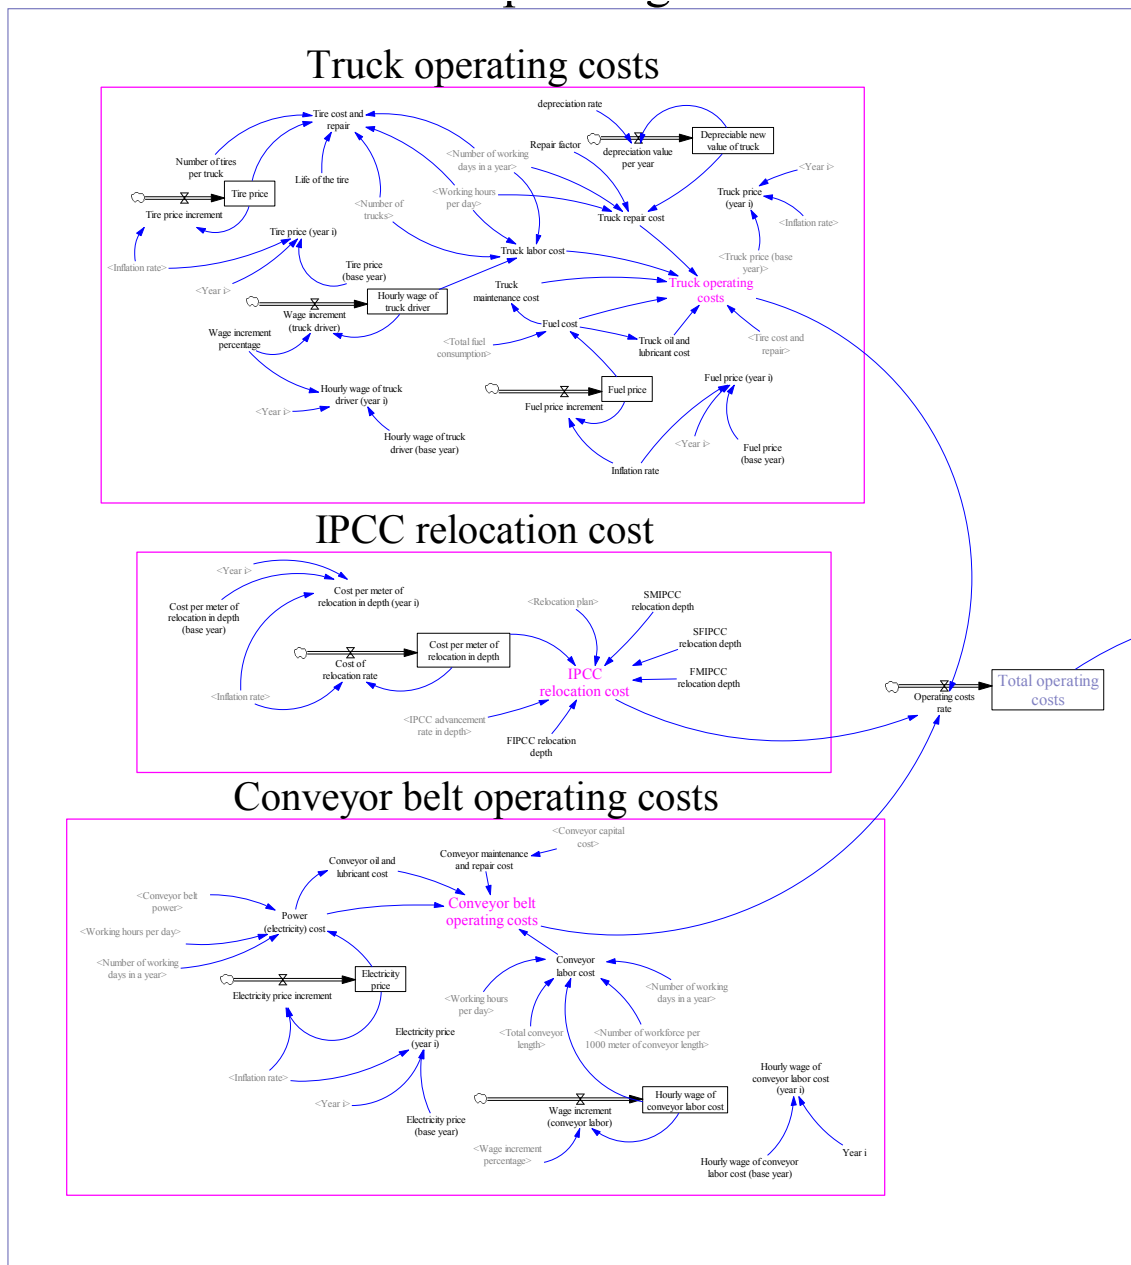 Truck operating costs
depreciation rate
Tire cost and
repair
Depreciable new
value of truck
depreciation value
per year
Repair factor
<Number of working
days in a year>
Number of tires
per truck
Life of the tire
<Year i>
Tire price
<Working hours
per day>
Truck price
(year i)
<Number of
trucks>
Tire price increment
Truck repair cost
<Inflation rate>
Tire price (year i)
Truck labor cost
<Inflation rate>
Tire price
(base year)
<Truck price (base
year)>
<Year i>
Truck
maintenance cost
Truck operating
costs
Hourly wage of
truck driver
Wage increment
(truck driver)
Fuel cost
Wage increment
percentage
<Total fuel
consumption>
Truck oil and
lubricant cost
<Tire cost and
repair>
Fuel price (year i)
Hourly wage of truck
driver (year i)
Fuel price
Fuel price increment
<Year i>
Hourly wage of truck
driver (base year)
<Year i>
Fuel price
(base year)
Inflation rate
IPCC relocation cost
<Year i>
Cost per meter of
relocation in depth (year i)
Cost per meter of
relocation in depth
(base year)
<Relocation plan>
SMIPCC
relocation depth
SFIPCC
relocation depth
Cost per meter of
relocation in depth
Cost of
relocation rate
IPCC
relocation cost
FMIPCC
relocation depth
<Inflation rate>
Total operating
costs
Operating costs
rate
<IPCC advancement
rate in depth>
FIPCC relocation
depth
Conveyor belt operating costs
<Conveyor capital
cost>
Conveyor oil and
lubricant cost
Conveyor maintenance
and repair cost
<Conveyor belt
power>
Conveyor belt
operating costs
Power
(electricity) cost
<Working hours per day>
<Number of working
days in a year>
Electricity
price
Conveyor
labor cost
Electricity price increment
<Working hours
per day>
<Number of working
days in a year>
Electricity price
(year i)
<Total conveyor
length>
<Number of workforce per
1000 meter of conveyor length>
<Inflation rate>
Hourly wage of
conveyor labor cost
(year i)
<Year i>
Hourly wage of
conveyor labor cost
Electricity price
(base year)
Wage increment
(conveyor labor)
<Wage increment
percentage>
Hourly wage of conveyor
labor cost (base year)
Year i